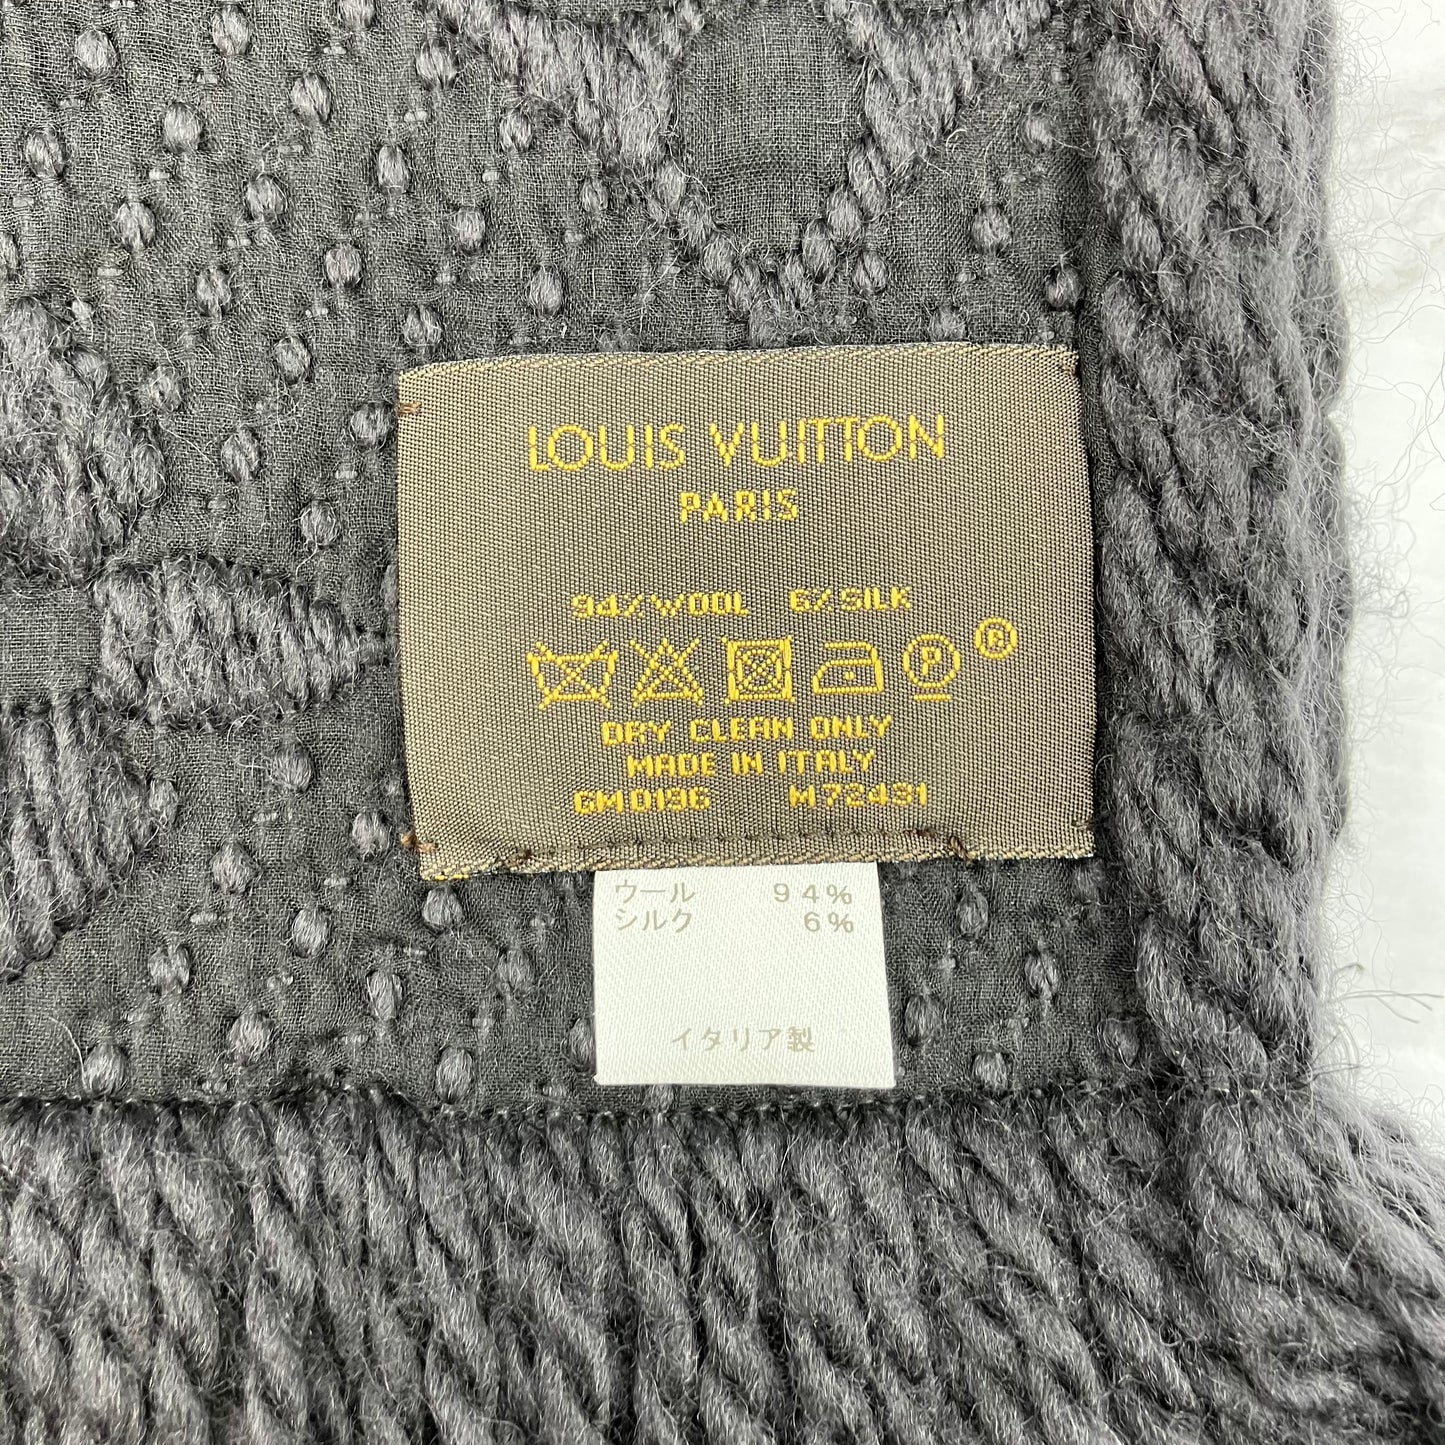 LOUIS VUITTON
PARIS
94% WOOL 6% SILK
P R
DRY CLEAN ONLY
MADE IN ITALY
GM0196 M72431
ウール 94%
シルク 6%
イタリア製